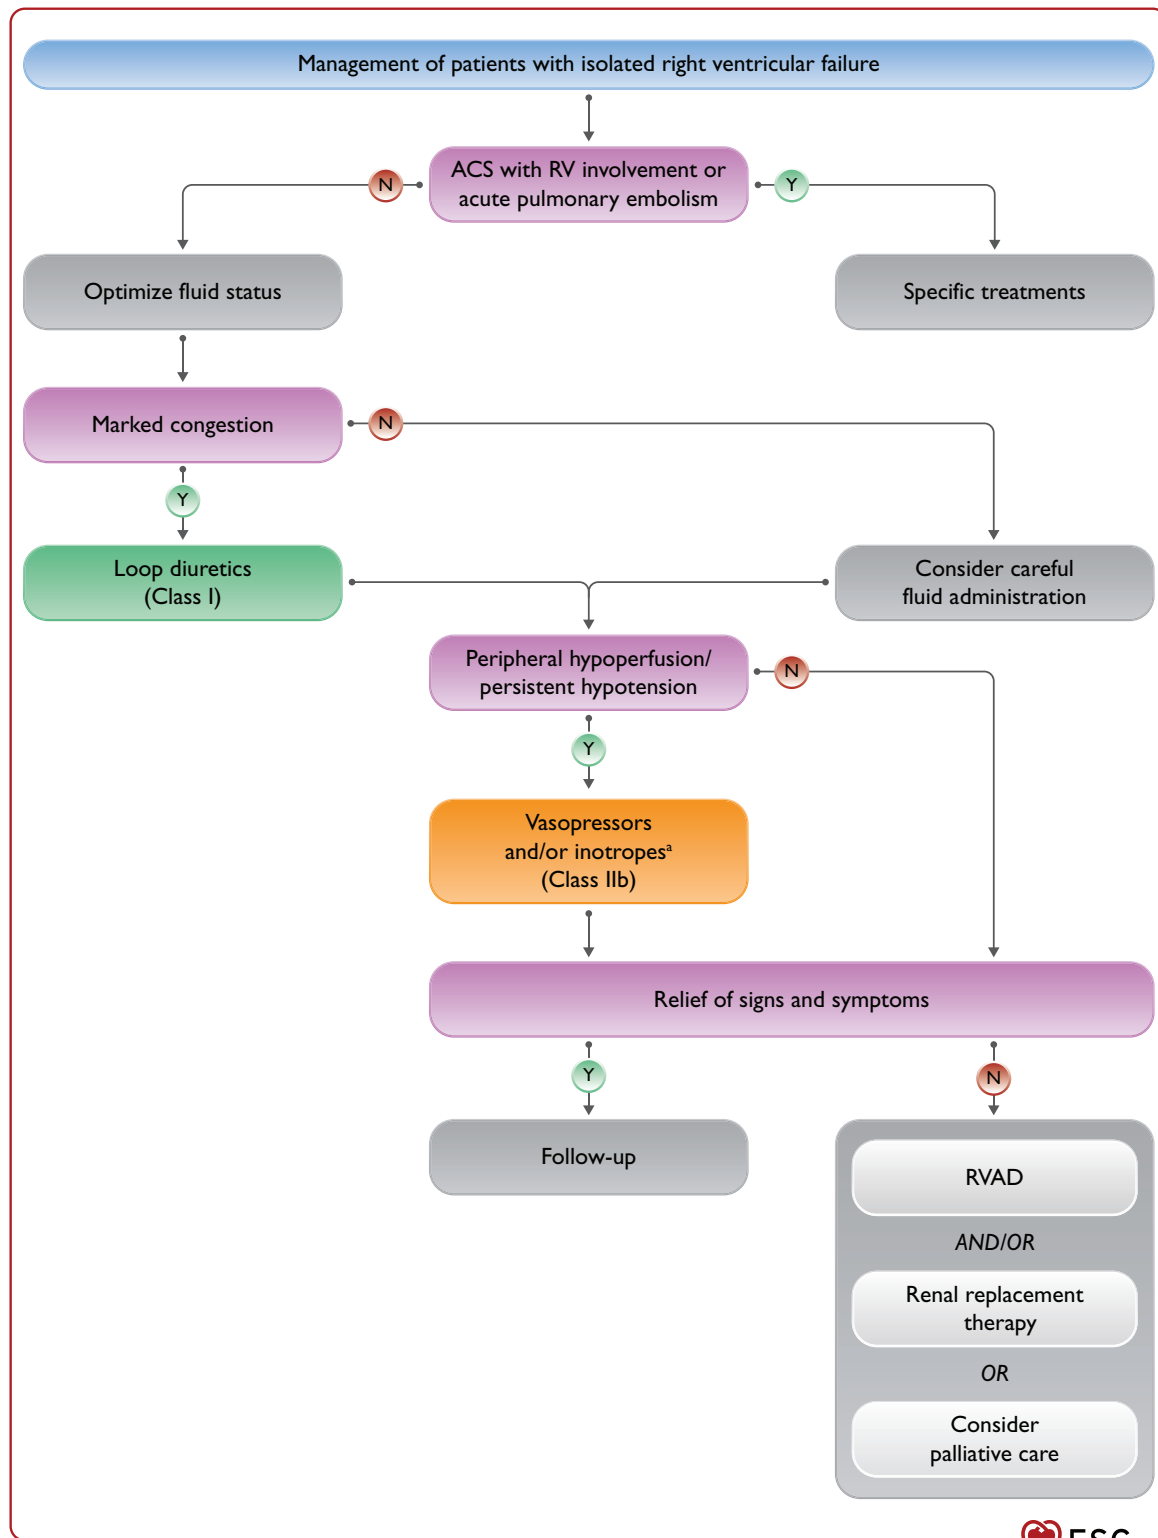 Management of patients with isolated right ventricular failure
ACS with RV involvement or
acute pulmonary embolism
N
Y
Optimize fluid status
Specific treatments
Marked congestion
N
Y
Loop diuretics
(Class I)
Consider careful
fluid administration
Peripheral hypoperfusion/
persistent hypotension
N
Y
Vasopressors
and/or inotropesᵃ
(Class IIb)
Relief of signs and symptoms
Y
N
Follow-up
RVAD
AND/OR
Renal replacement
therapy
OR
Consider
palliative care
ESC